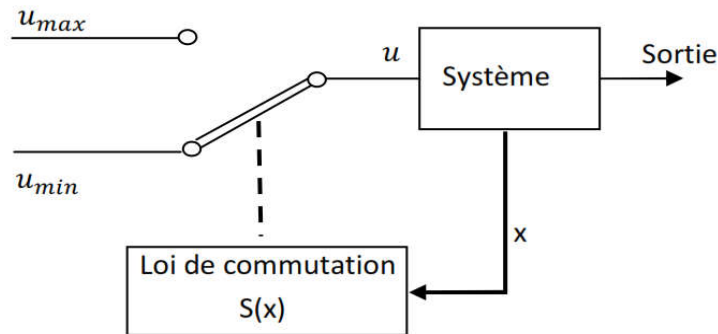 u_max
u
Système
Sortie
u_min
x
Loi de commutation
S(x)